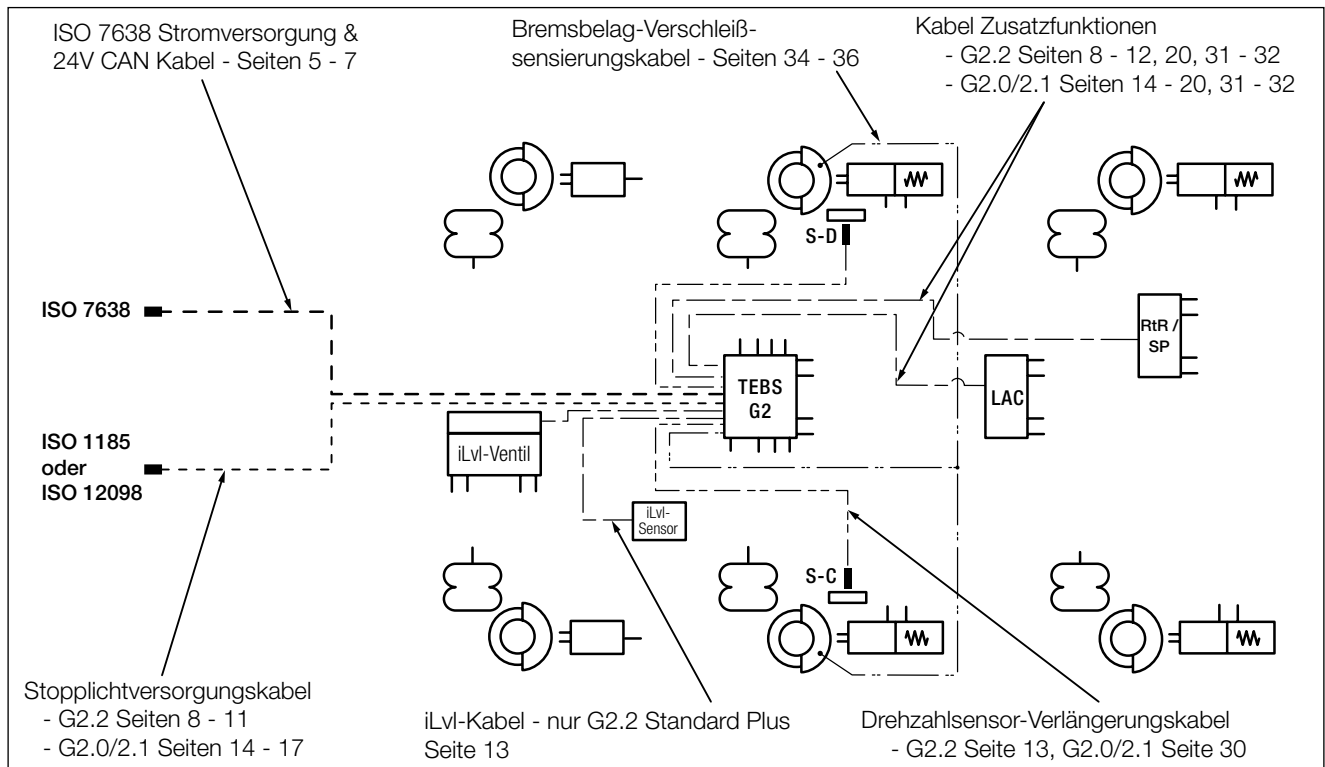 ISO 7638 Stromversorgung &
24V CAN Kabel - Seiten 5 - 7
Bremsbelag-Verschleiß-
sensierungskabel - Seiten 34 - 36
Kabel Zusatzfunktionen
- G2.2 Seiten 8 - 12, 20, 31 - 32
- G2.0/2.1 Seiten 14 - 20, 31 - 32
S-D
ISO 7638
RtR /
SP
TEBS
G2
LAC
ISO 1185
oder
ISO 12098
iLvl-Ventil
iLvl-
Sensor
S-C
Stopplichtversorgungskabel
- G2.2 Seiten 8 - 11
- G2.0/2.1 Seiten 14 - 17
iLvl-Kabel - nur G2.2 Standard Plus
Seite 13
Drehzahlsensor-Verlängerungskabel
- G2.2 Seite 13, G2.0/2.1 Seite 30